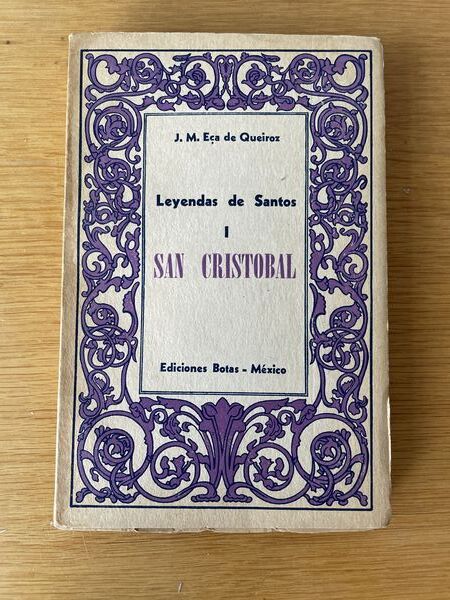 J. M. Eça de Queiroz
Leyendas de Santos
I
SAN CRISTOBAL
Ediciones Botas - México